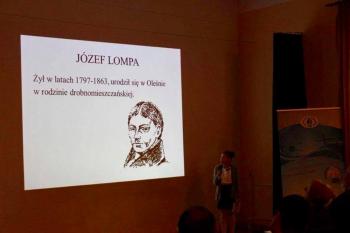 JÓZEF LOMPA
Żył w latach 1797-1863, urodził się w Oleśnie
w rodzinie drobnomieszczańskiej.